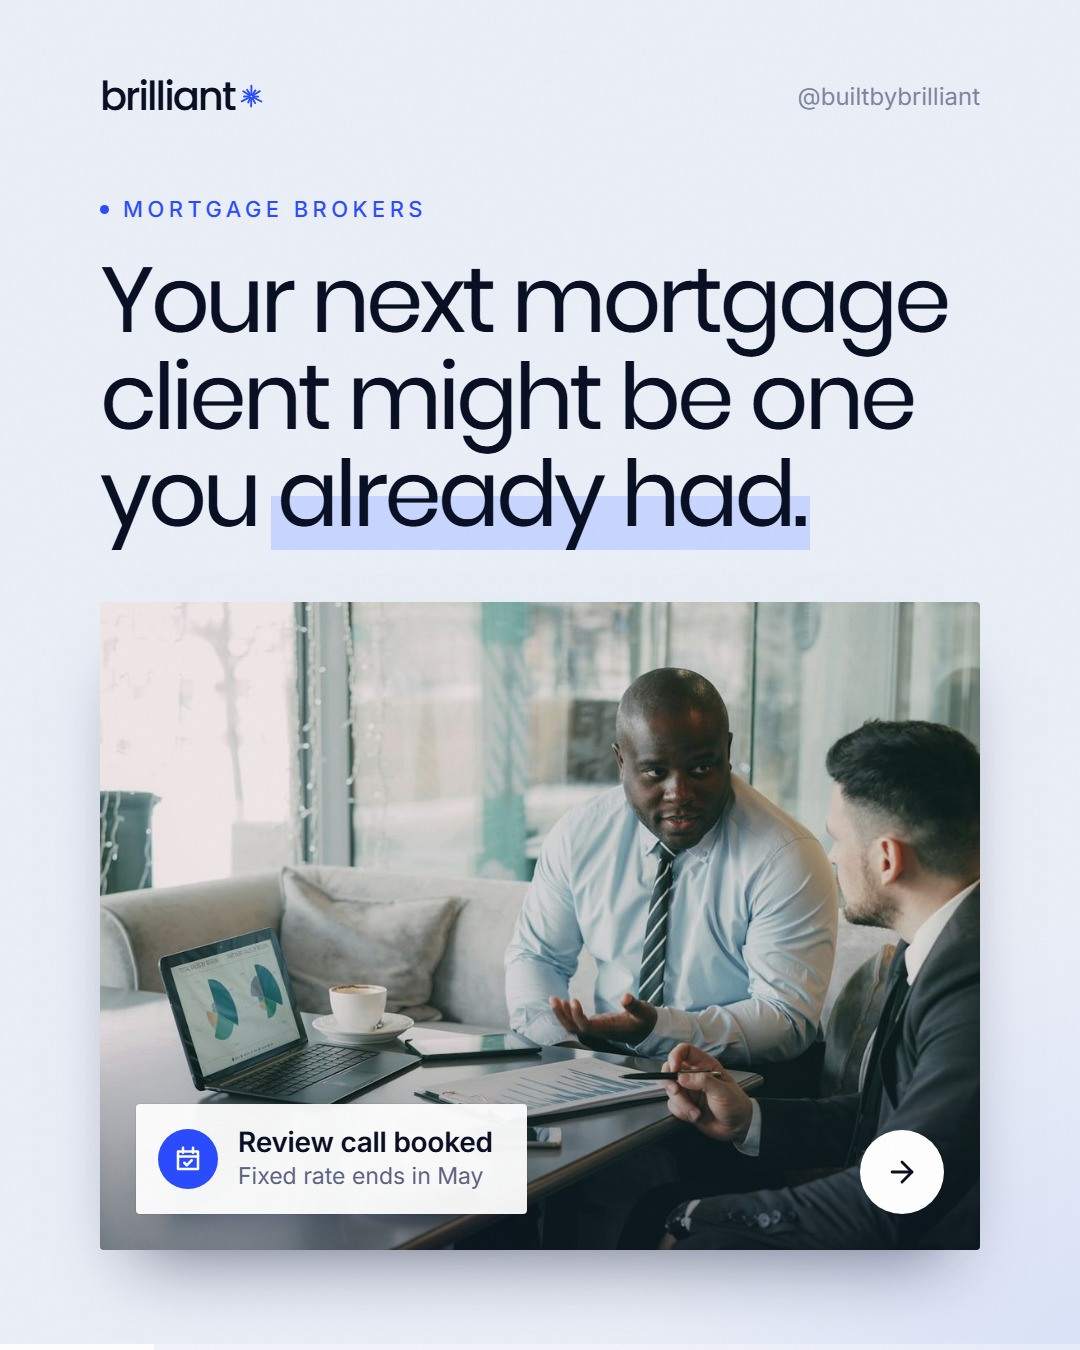 brilliant
@builtbybrilliant
MORTGAGE BROKERS
Your next mortgage
client might be one
you already had.
Review call booked
Fixed rate ends in May